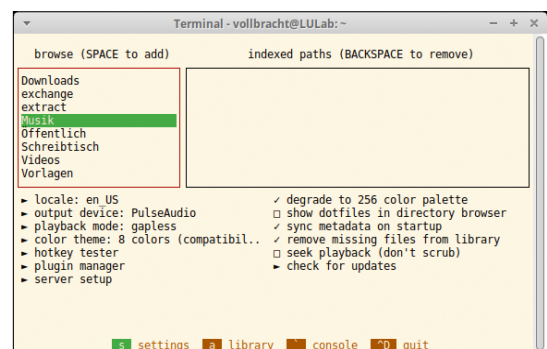 Terminal - vollbracht@LULab: ~
browse (SPACE to add)
indexed paths (BACKSPACE to remove)
Downloads
exchange
extract
Musik
Öffentlich
Schreibtisch
Videos
Vorlagen
► locale: en_US
► output device: PulseAudio
► playback mode: gapless
► color theme: 8 colors (compatibil..
► hotkey tester
► plugin manager
► server setup
✓ degrade to 256 color palette
□ show dotfiles in directory browser
✓ sync metadata on startup
✓ remove missing files from library
□ seek playback (don't scrub)
► check for updates
s settings a library ` console ^D quit